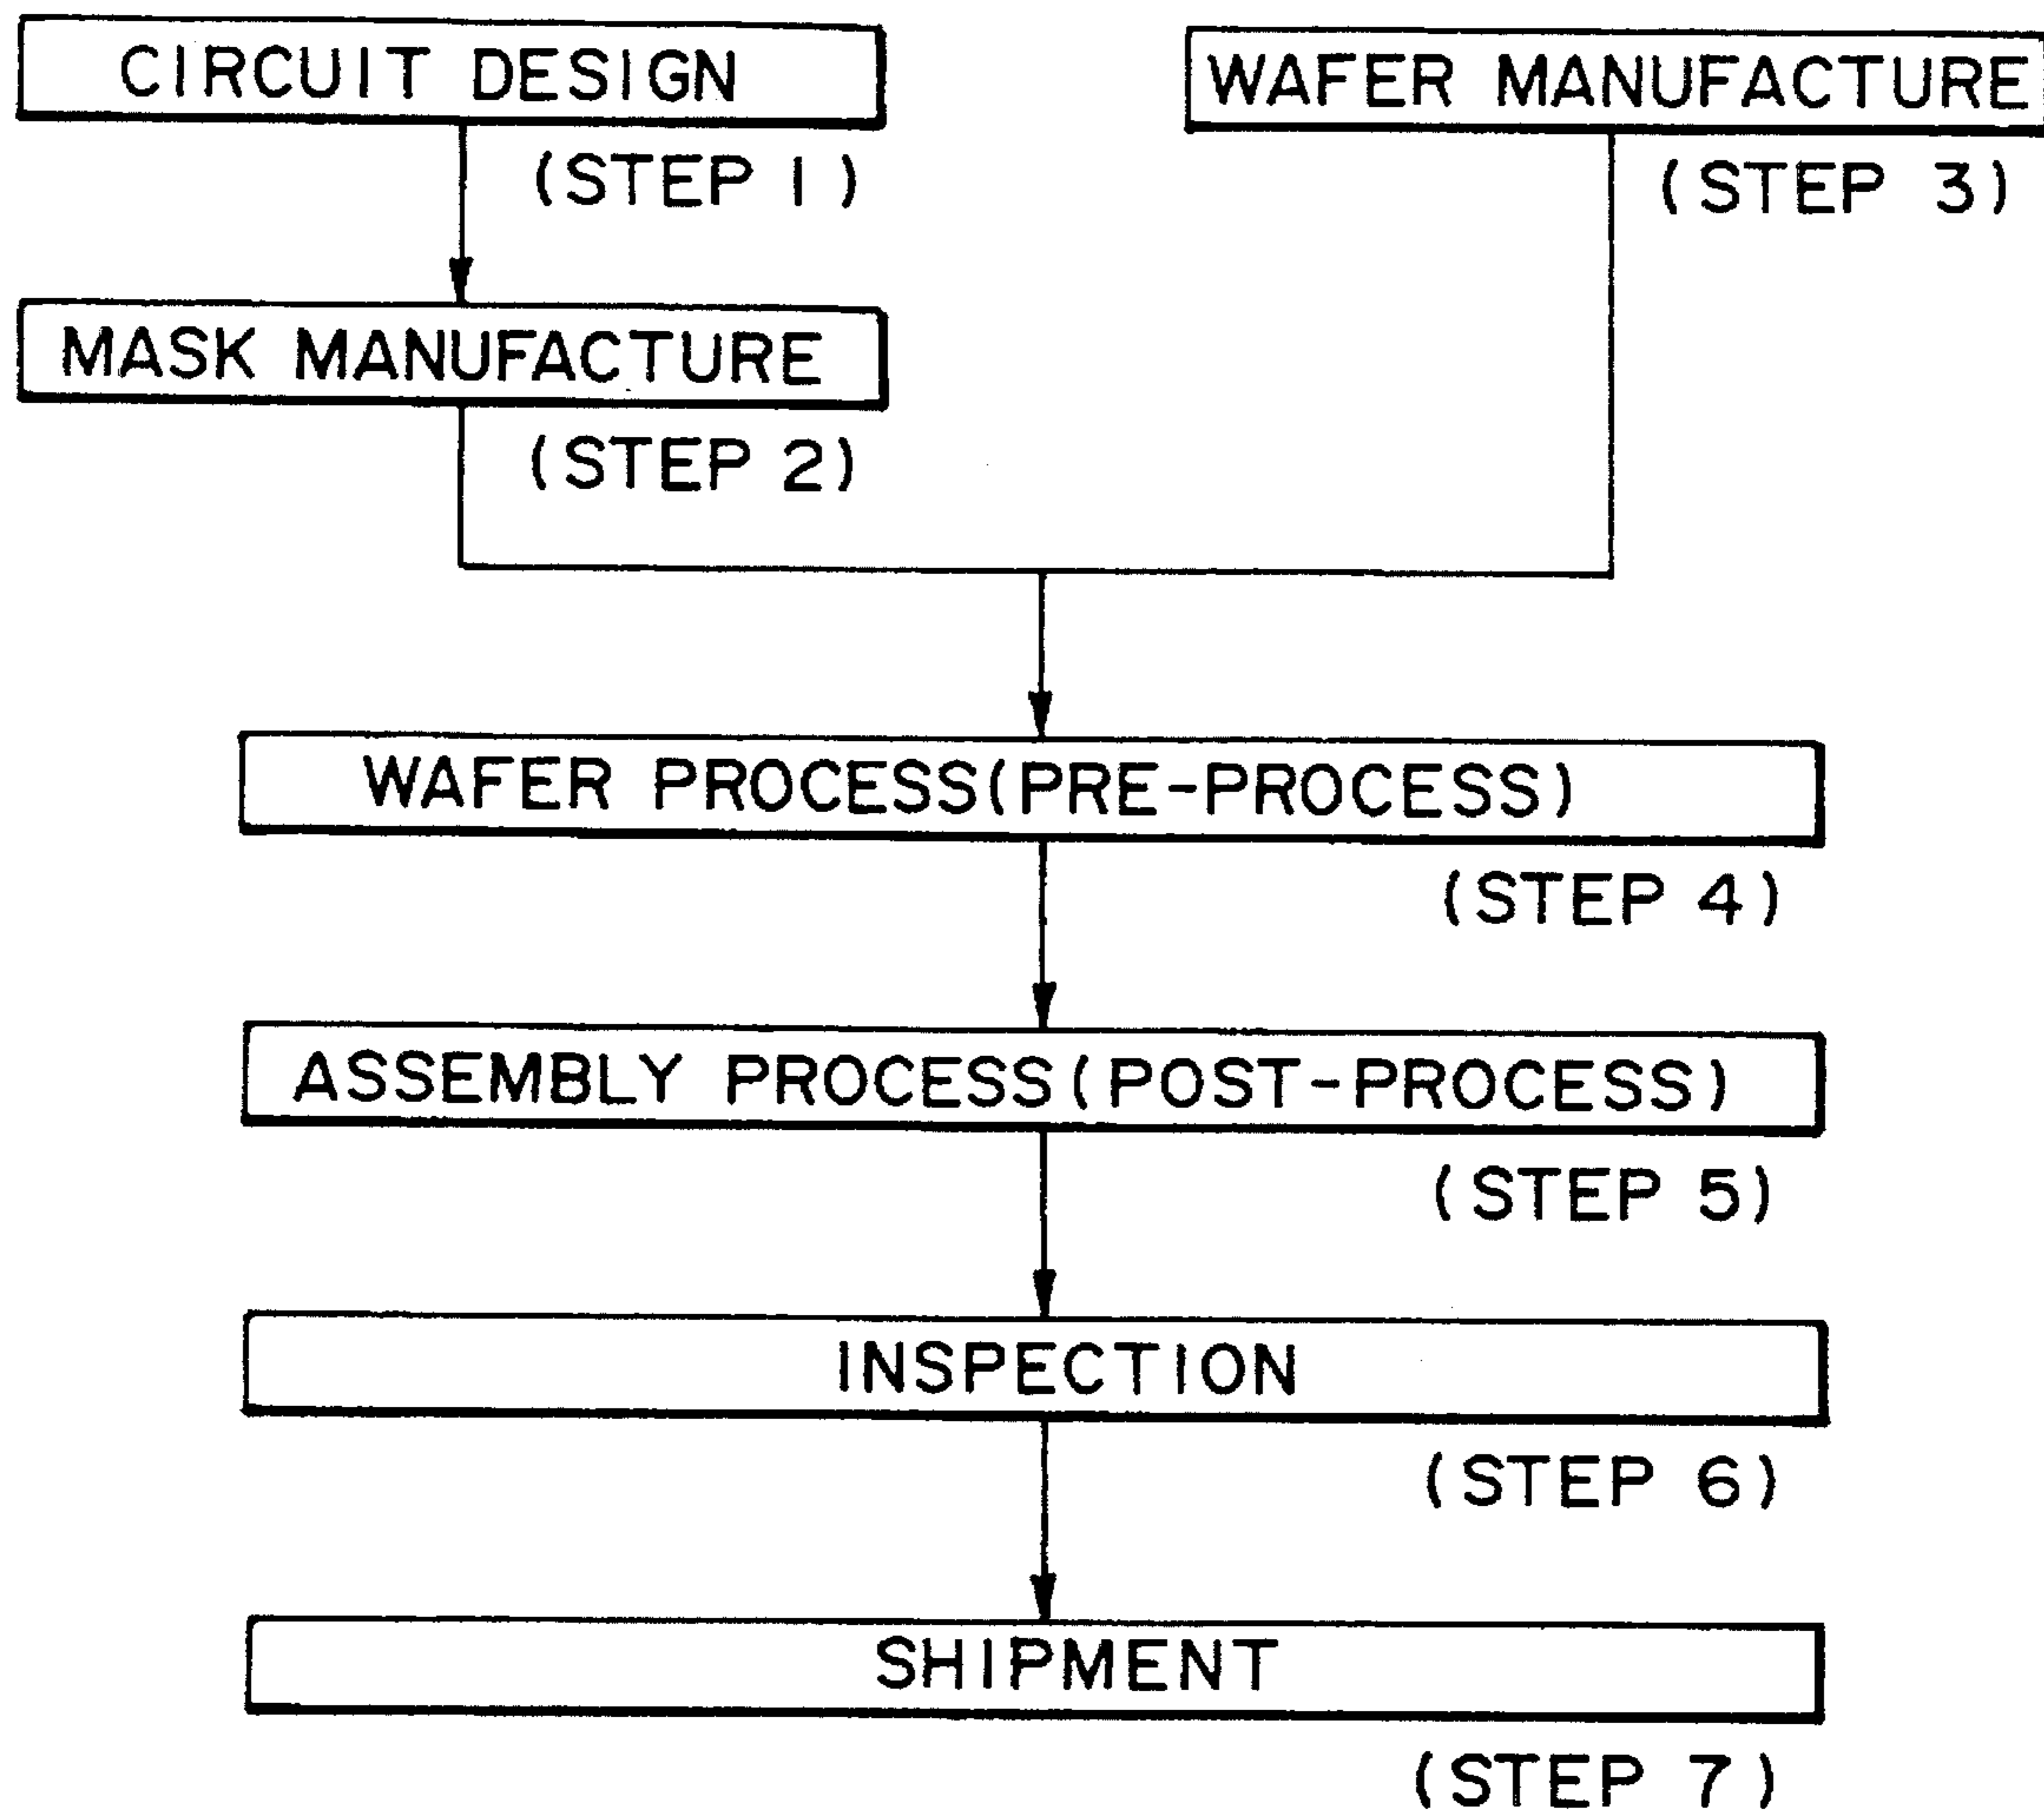 CIRCUIT DESIGN
(STEP 1)
WAFER MANUFACTURE
(STEP 3)
MASK MANUFACTURE
(STEP 2)
WAFER PROCESS(PRE-PROCESS)
(STEP 4)
ASSEMBLY PROCESS(POST-PROCESS)
(STEP 5)
INSPECTION
(STEP 6)
SHIPMENT
(STEP 7)